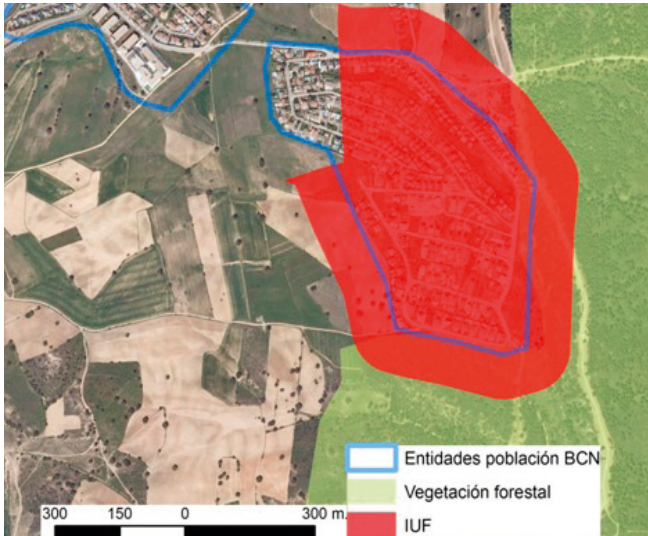 Entidades población BCN
Vegetación forestal
IUF
300 150 0 300 m.